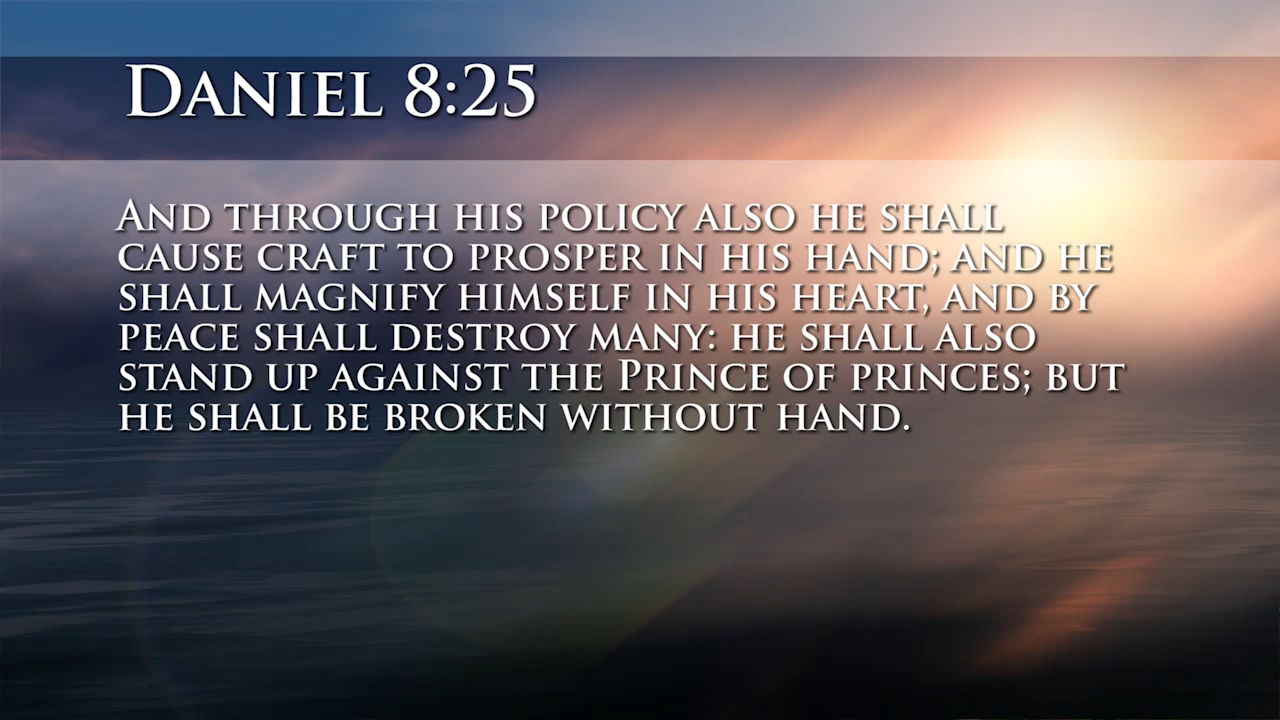 Daniel 8:25
And through his policy also he shall
cause craft to prosper in his hand; and he
shall magnify himself in his heart, and by
peace shall destroy many: he shall also
stand up against the Prince of princes; but
he shall be broken without hand.